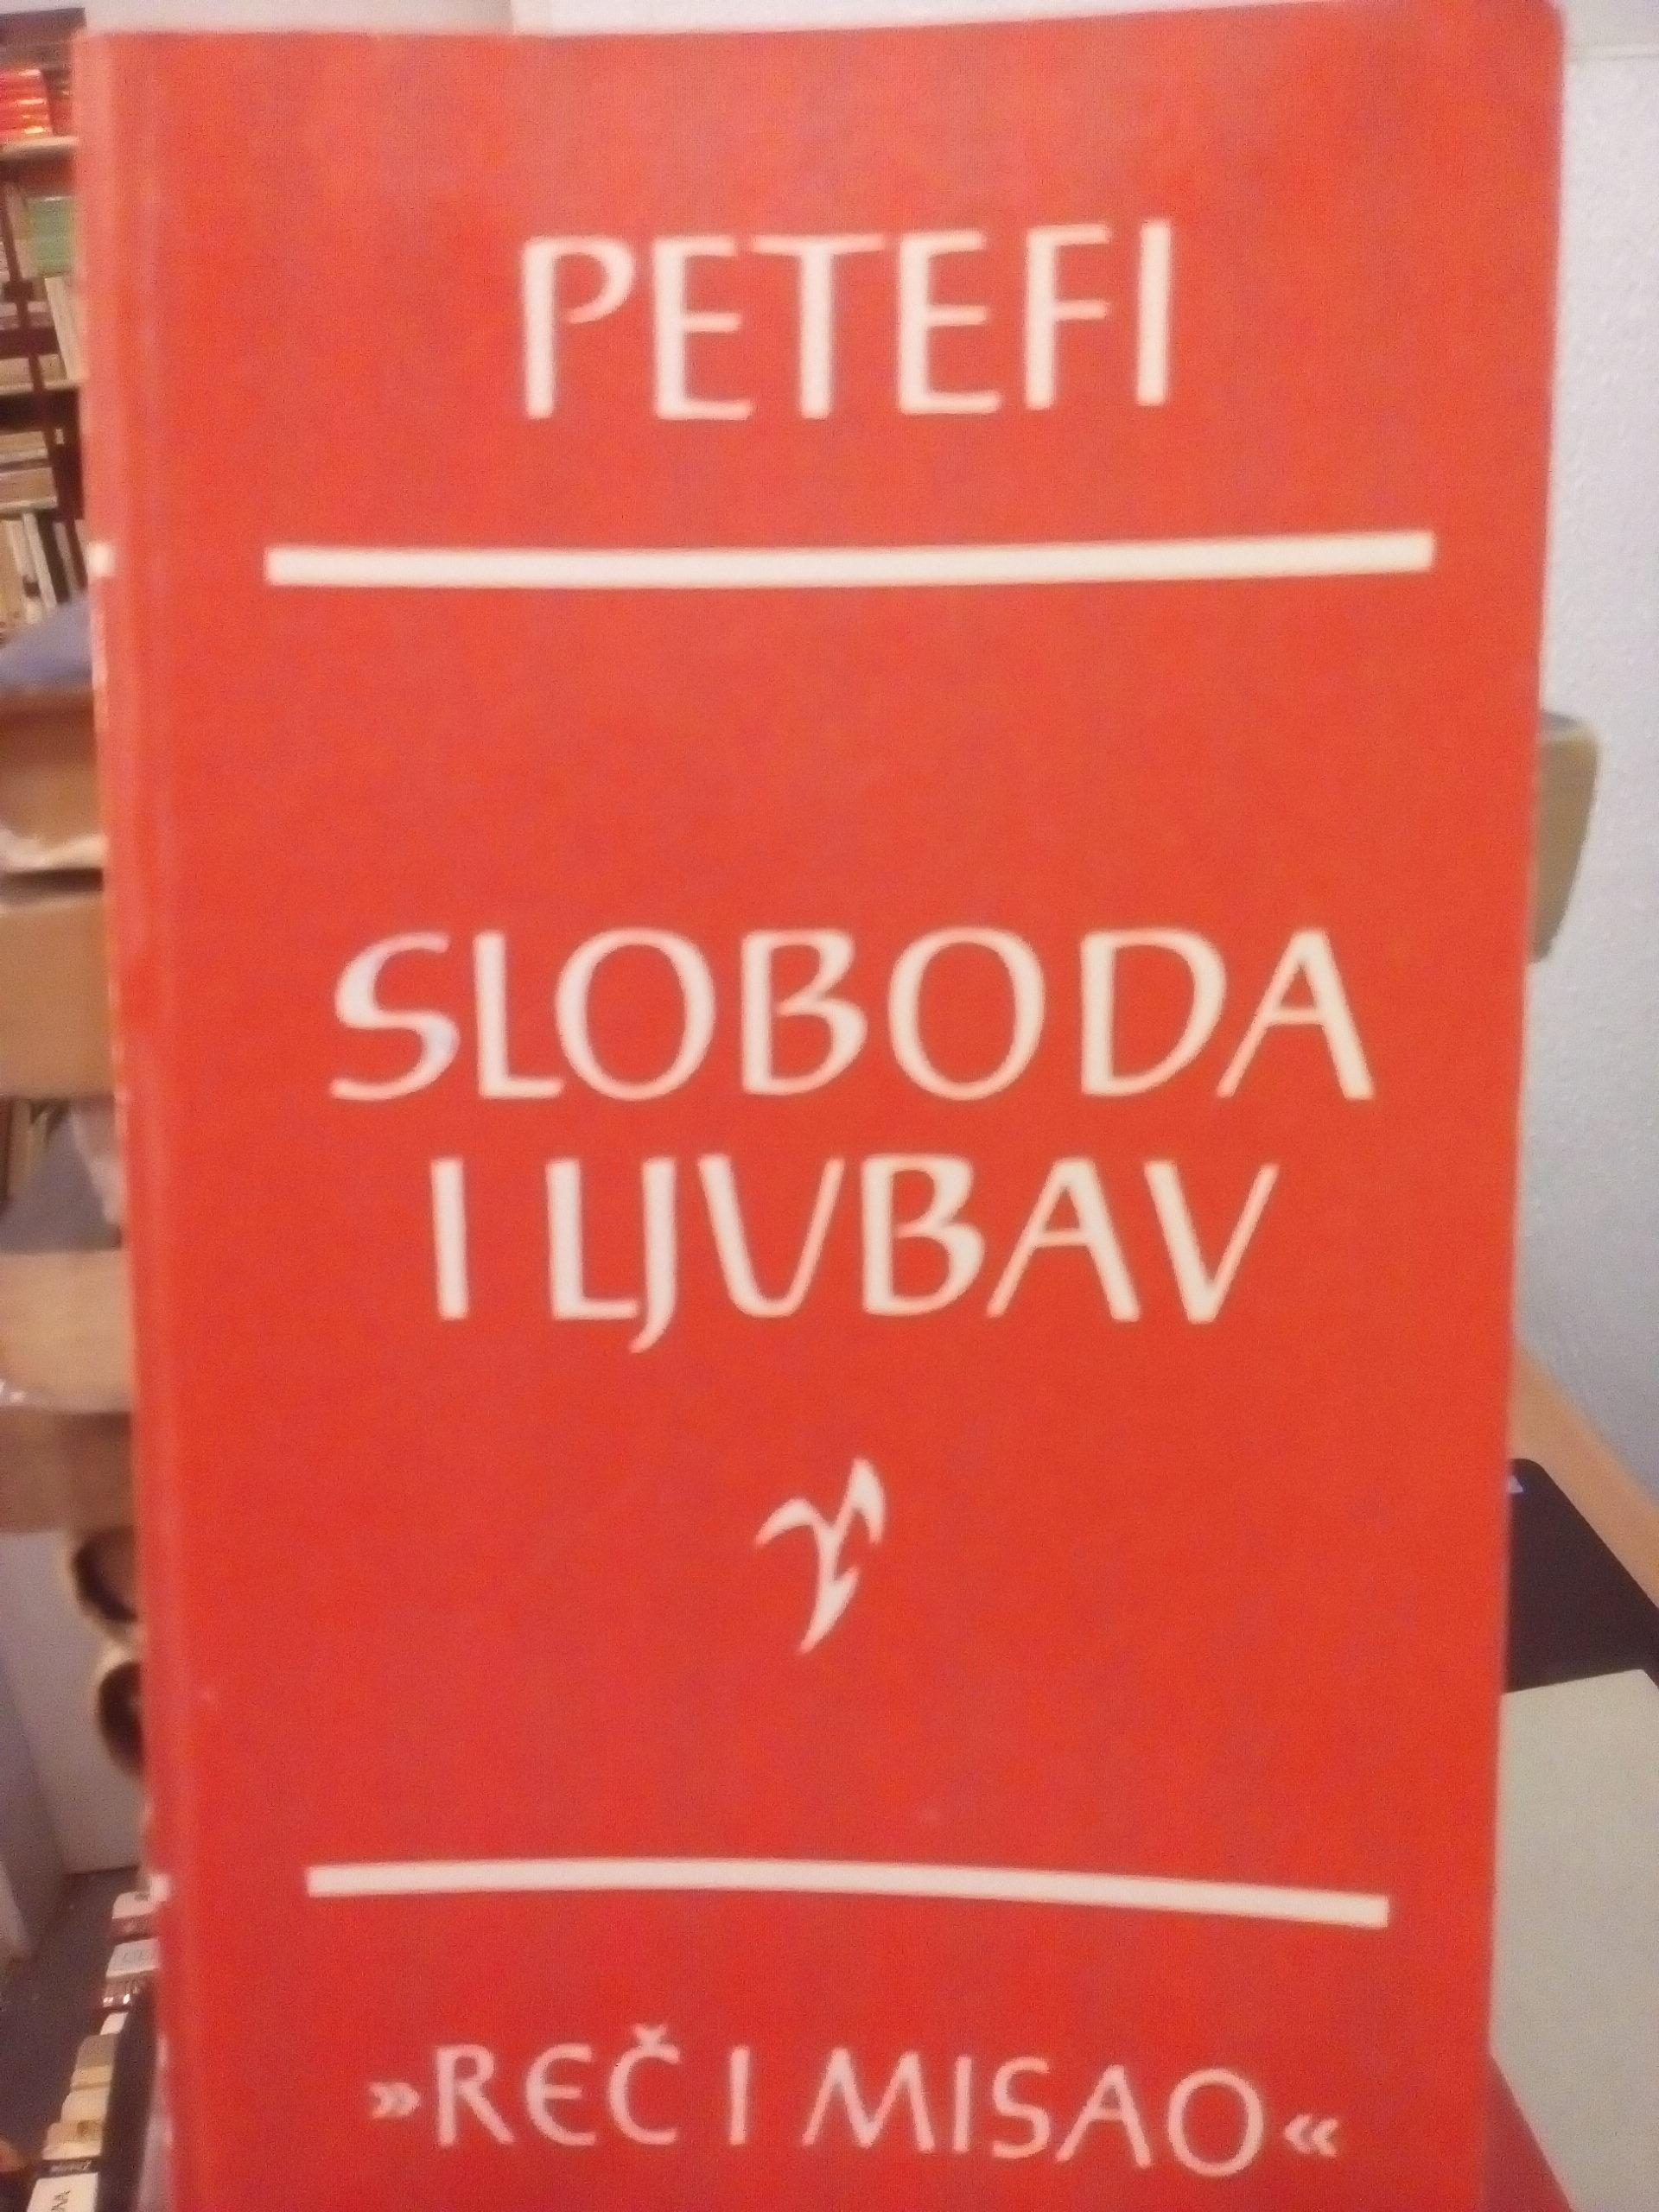 PETEFI
SLOBODA
I LJUBAV
»REČ I MISAO«